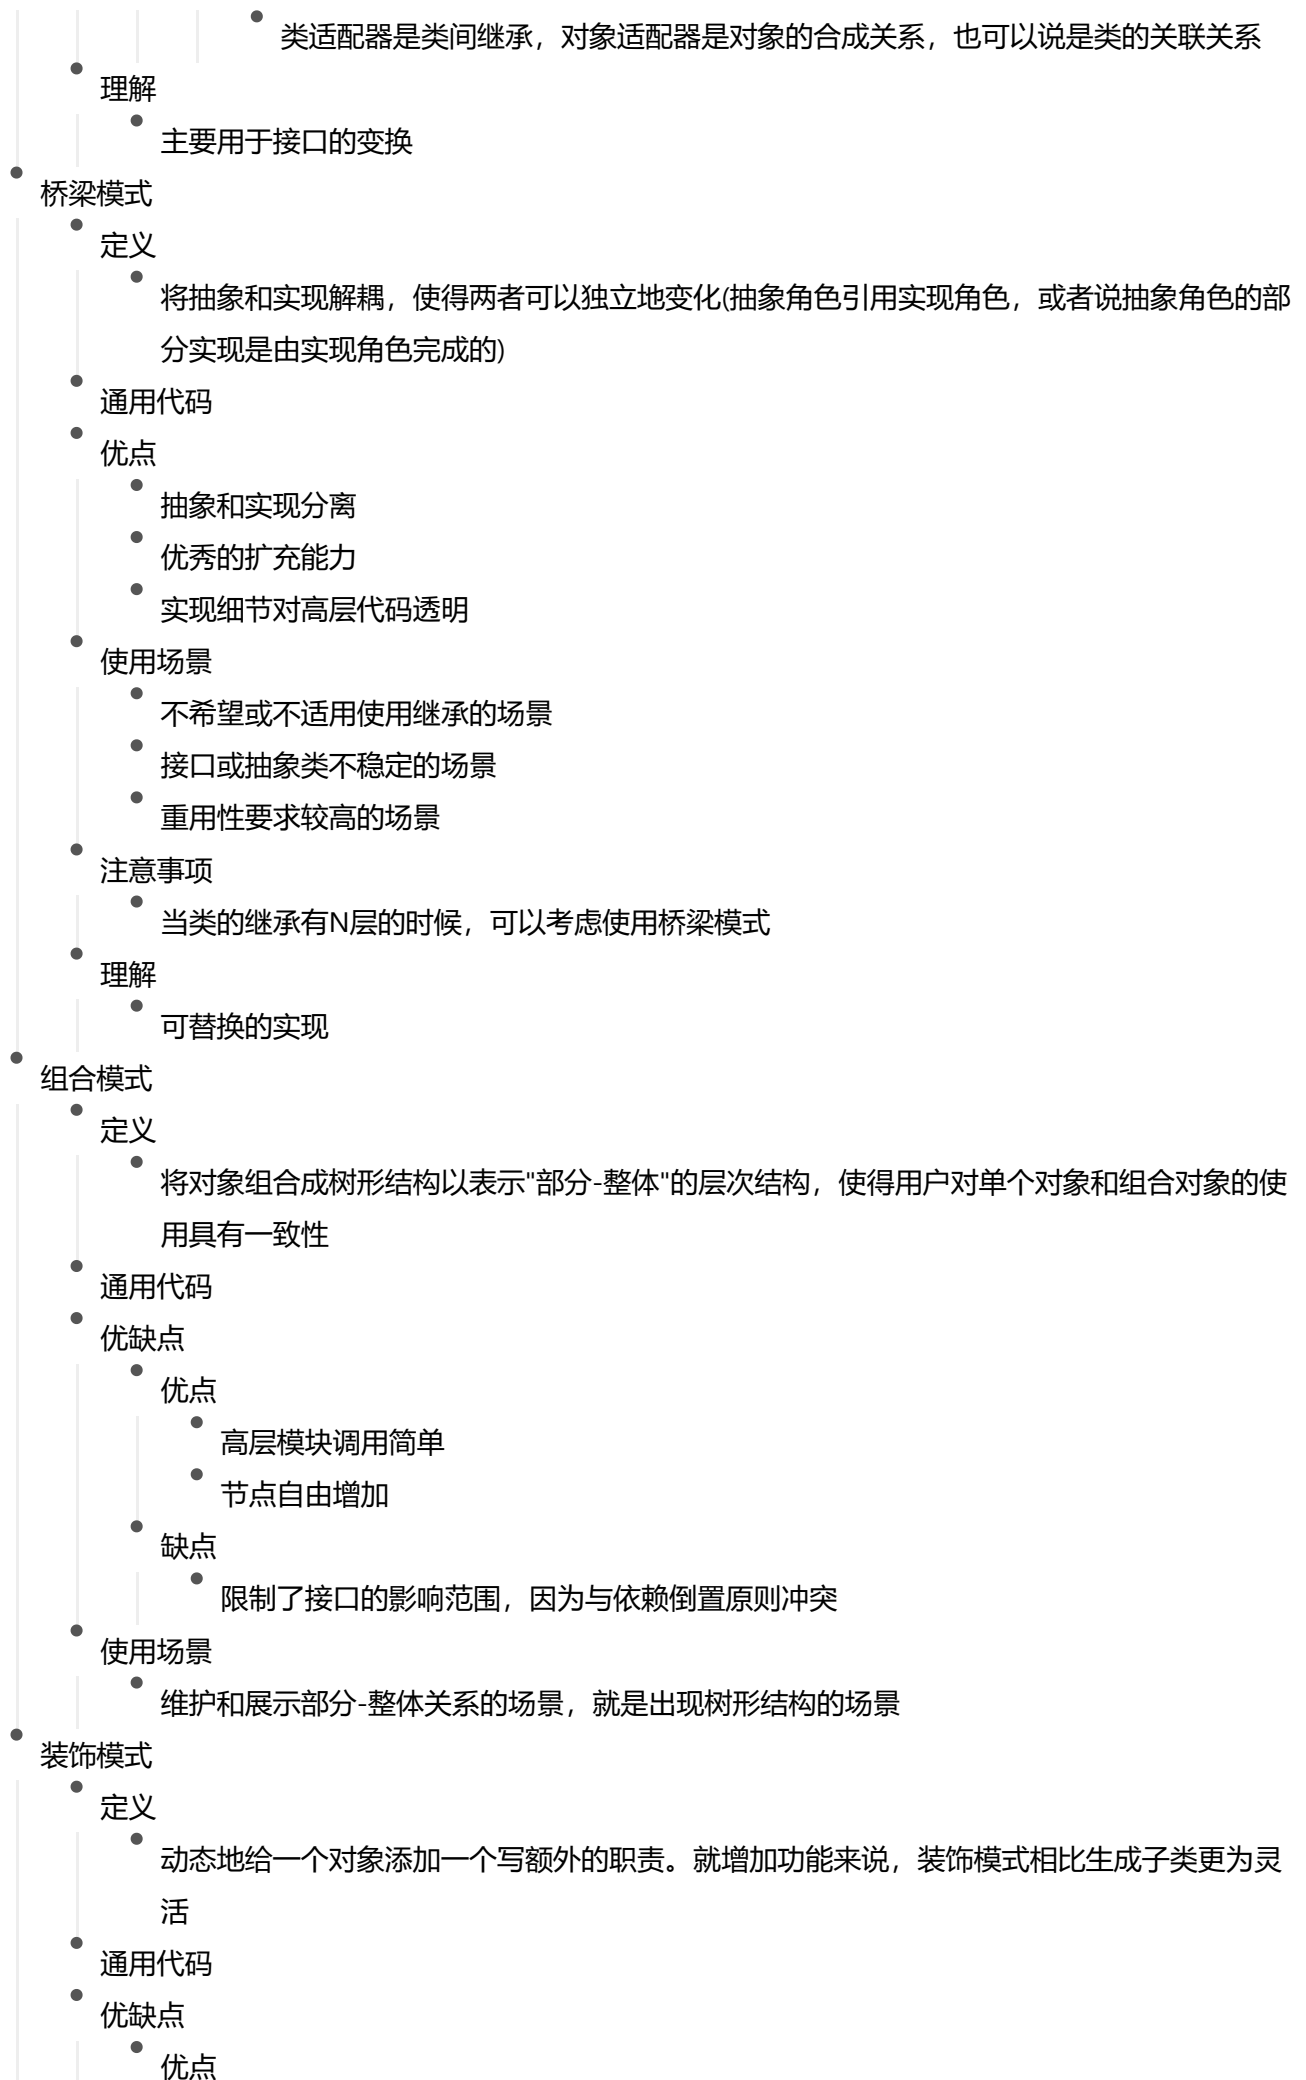 类适配器是类间继承，对象适配器是对象的合成关系，也可以说是类的关联关系
理解
主要用于接口的变换
桥梁模式
定义
将抽象和实现解耦，使得两者可以独立地变化(抽象角色引用实现角色，或者说抽象角色的部
分实现是由实现角色完成的)
通用代码
优点
抽象和实现分离
优秀的扩充能力
实现细节对高层代码透明
使用场景
不希望或不适用使用继承的场景
接口或抽象类不稳定的场景
重用性要求较高的场景
注意事项
当类的继承有N层的时候，可以考虑使用桥梁模式
理解
可替换的实现
组合模式
定义
将对象组合成树形结构以表示"部分-整体"的层次结构，使得用户对单个对象和组合对象的使
用具有一致性
通用代码
优缺点
优点
高层模块调用简单
节点自由增加
缺点
限制了接口的影响范围，因为与依赖倒置原则冲突
使用场景
维护和展示部分-整体关系的场景，就是出现树形结构的场景
装饰模式
定义
动态地给一个对象添加一个写额外的职责。就增加功能来说，装饰模式相比生成子类更为灵
活
通用代码
优缺点
优点